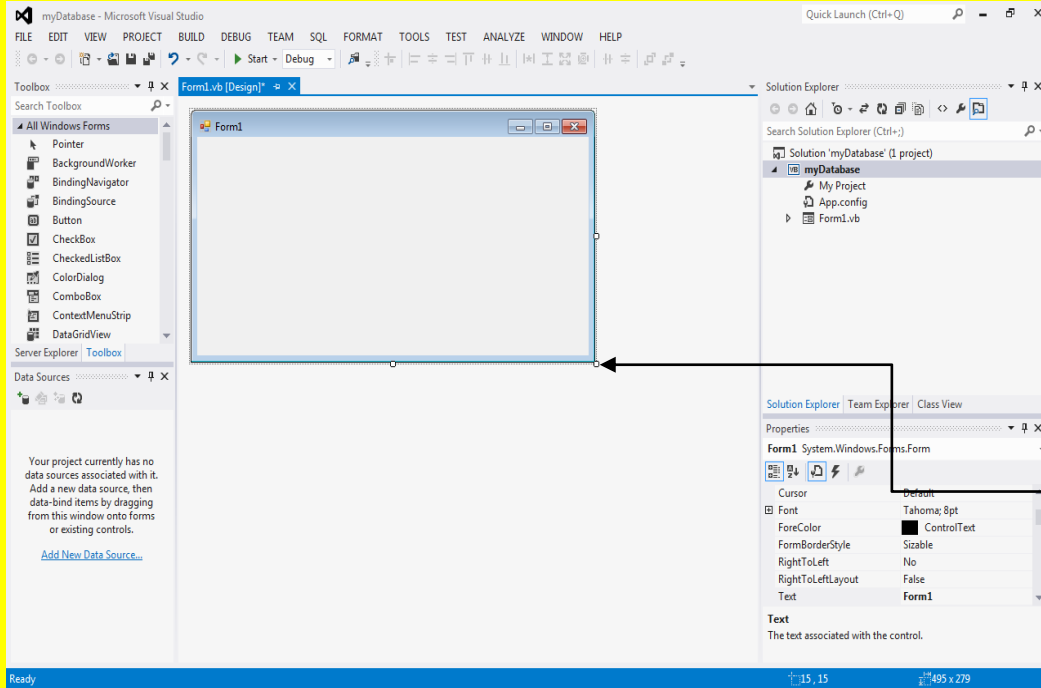 myDatabase - Microsoft Visual Studio
Quick Launch (Ctrl+Q)
FILE EDIT VIEW PROJECT BUILD DEBUG TEAM SQL FORMAT TOOLS TEST ANALYZE WINDOW HELP
Start Debug
Toolbox
Search Toolbox
All Windows Forms
Pointer
BackgroundWorker
BindingNavigator
BindingSource
Button
CheckBox
CheckedListBox
ColorDialog
ComboBox
ContextMenuStrip
DataGridView
Server Explorer Toolbox
Data Sources
Your project currently has no
data sources associated with it.
Add a new data source, then
data-bind items by dragging
from this window onto forms
or existing controls.
Add New Data Source...
Form1.vb [Design]*
Form1
Solution Explorer
Search Solution Explorer (Ctrl+;)
Solution 'myDatabase' (1 project)
VB myDatabase
My Project
App.config
Form1.vb
Solution Explorer Team Explorer Class View
Properties
Form1 System.Windows.Forms.Form
Cursor Default
Font Tahoma; 8pt
ForeColor ControlText
FormBorderStyle Sizable
RightToLeft No
RightToLeftLayout False
Text Form1
Text
The text associated with the control.
Ready 15 , 15 495 x 279